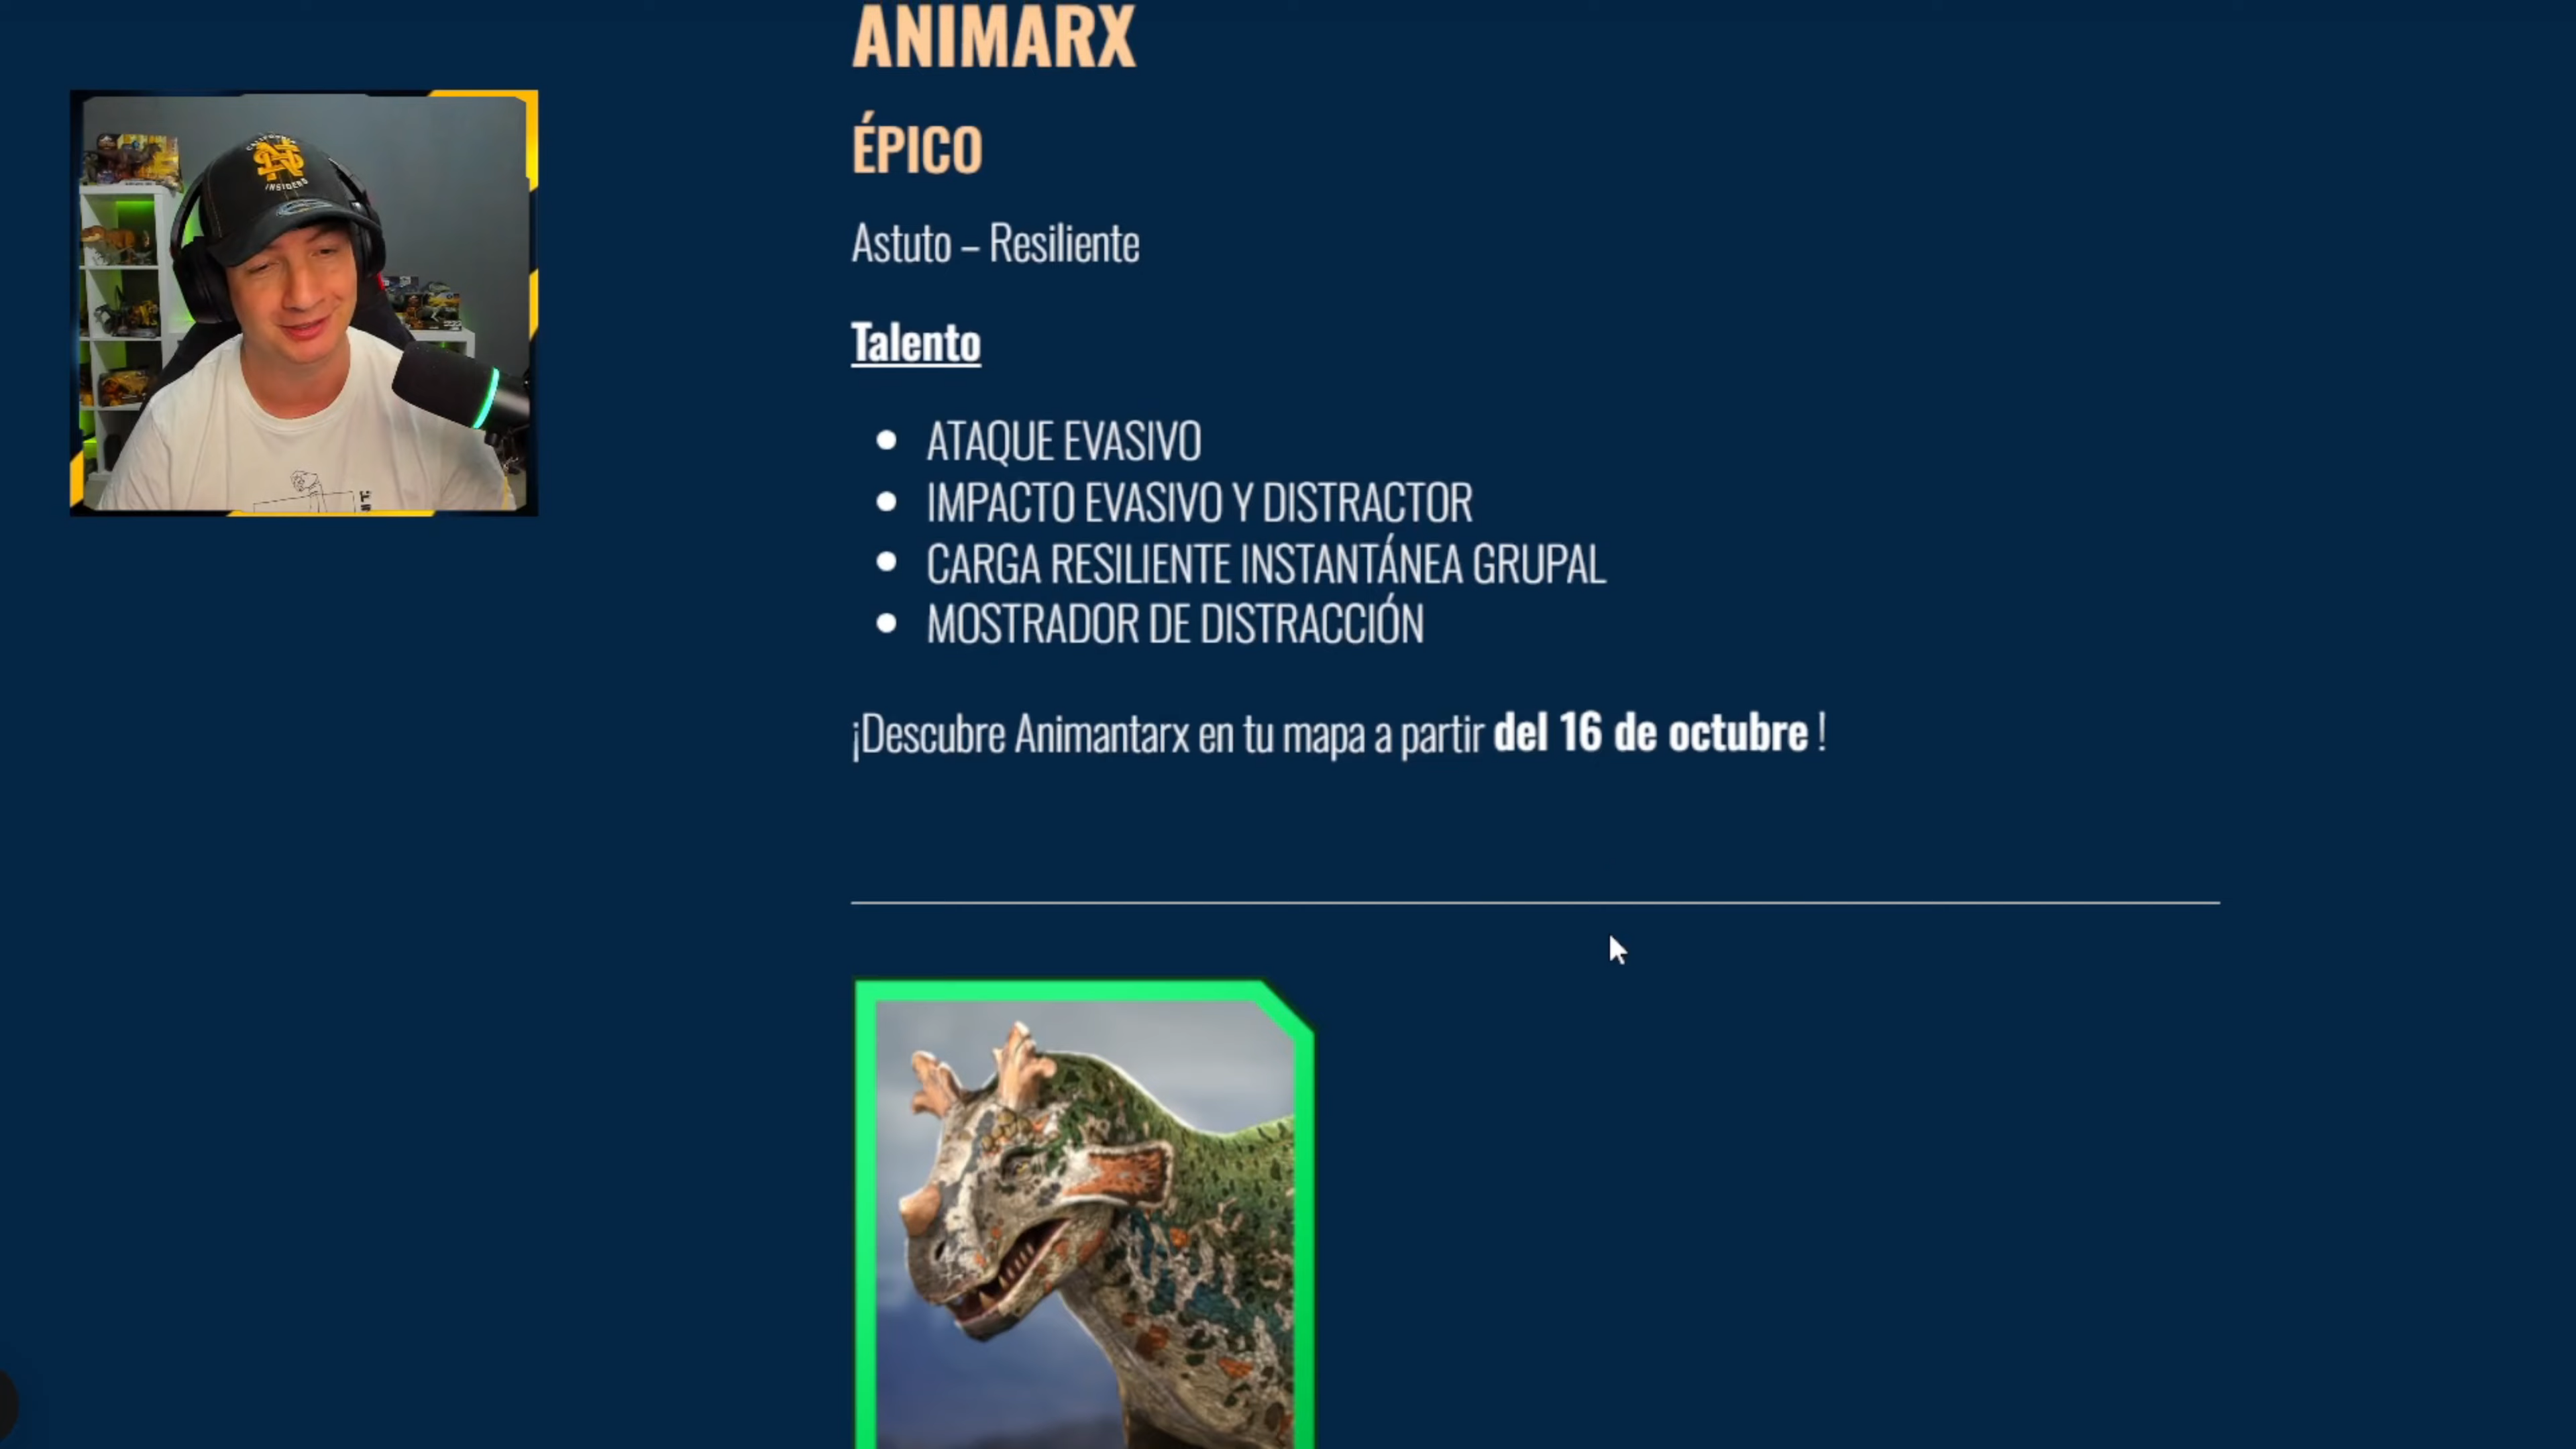 ANIMARX
ÉPICO
Astuto – Resiliente
Talento
ATAQUE EVASIVO
IMPACTO EVASIVO Y DISTRACTOR
CARGA RESILIENTE INSTANTÁNEA GRUPAL
MOSTRADOR DE DISTRACCIÓN
¡Descubre Animantarx en tu mapa a partir del 16 de octubre !
INSIDERS